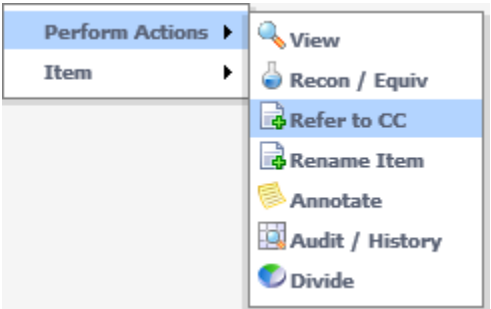 Perform Actions
Item
View
Recon / Equiv
Refer to CC
Rename Item
Annotate
Audit / History
Divide